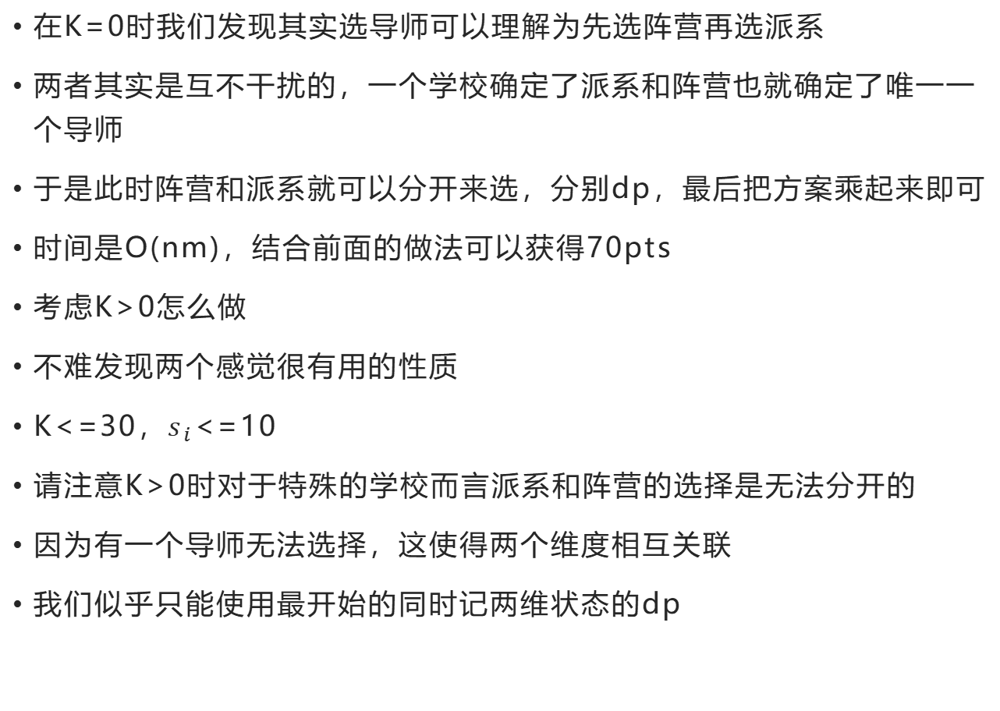 • 在K=0时我们发现其实选导师可以理解为先选阵营再选派系
• 两者其实是互不干扰的，一个学校确定了派系和阵营也就确定了唯一一
个导师
• 于是此时阵营和派系就可以分开来选，分别dp，最后把方案乘起来即可
• 时间是O(nm)，结合前面的做法可以获得70pts
• 考虑K>0怎么做
• 不难发现两个感觉很有用的性质
• K<=30，𝑠ᵢ<=10
• 请注意K>0时对于特殊的学校而言派系和阵营的选择是无法分开的
• 因为有一个导师无法选择，这使得两个维度相互关联
• 我们似乎只能使用最开始的同时记两维状态的dp